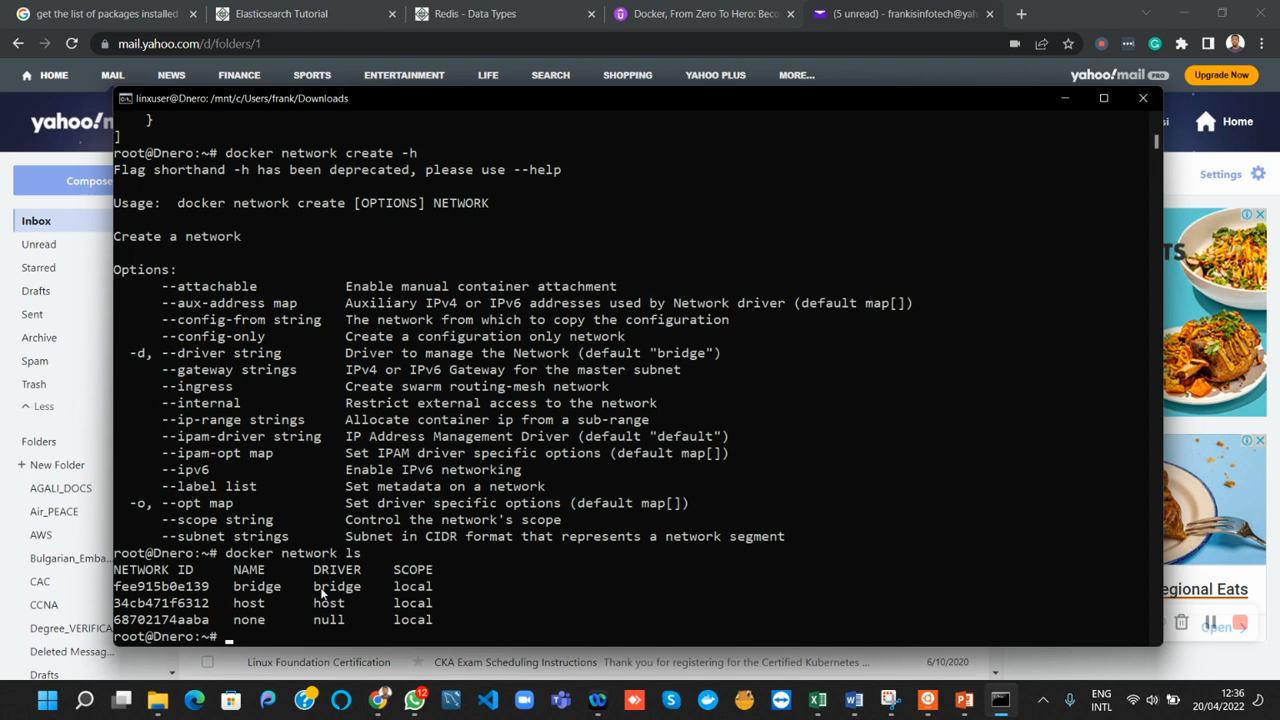 get the list of packages installed
Elasticsearch Tutorial
Redis - Data Types
Docker, From Zero To Hero: Beco
(5 unread) - frankisinfotech@yah
mail.yahoo.com/d/folders/1
HOME MAIL NEWS FINANCE SPORTS ENTERTAINMENT LIFE SEARCH SHOPPING YAHOO PLUS MORE... yahoo!mail PRO Upgrade Now
linxuser@Dnero: /mnt/c/Users/frank/Downloads
yahoo!m
si
Home
Compose
Settings
Inbox
Unread
Starred
Drafts
Sent
Archive
Spam
Trash
Less
Folders
+ New Folder
AGALI_DOCS
Air_PEACE
AWS
Bulgarian_Emba...
CAC
CCNA
Degree_VERIFICA
Deleted Messag...
Drafts
}
]
root@Dnero:~# docker network create -h
Flag shorthand -h has been deprecated, please use --help
Usage:  docker network create [OPTIONS] NETWORK
Create a network
Options:
--attachable Enable manual container attachment
--aux-address map Auxiliary IPv4 or IPv6 addresses used by Network driver (default map[])
--config-from string The network from which to copy the configuration
--config-only Create a configuration only network
-d, --driver string Driver to manage the Network (default "bridge")
--gateway strings IPv4 or IPv6 Gateway for the master subnet
--ingress Create swarm routing-mesh network
--internal Restrict external access to the network
--ip-range strings Allocate container ip from a sub-range
--ipam-driver string IP Address Management Driver (default "default")
--ipam-opt map Set IPAM driver specific options (default map[])
--ipv6 Enable IPv6 networking
--label list Set metadata on a network
-o, --opt map Set driver specific options (default map[])
--scope string Control the network's scope
--subnet strings Subnet in CIDR format that represents a network segment
root@Dnero:~# docker network ls
NETWORK ID NAME DRIVER SCOPE
fee915b0e139 bridge bridge local
34cb471f6312 host host local
68702174aaba none null local
root@Dnero:~#
TS
egional Eats
Open
Linux Foundation Certification CKA Exam Scheduling Instructions Thank you for registering for the Certified Kubernetes 6/10/2020
12
ENG
INTL
12:36
20/04/2022